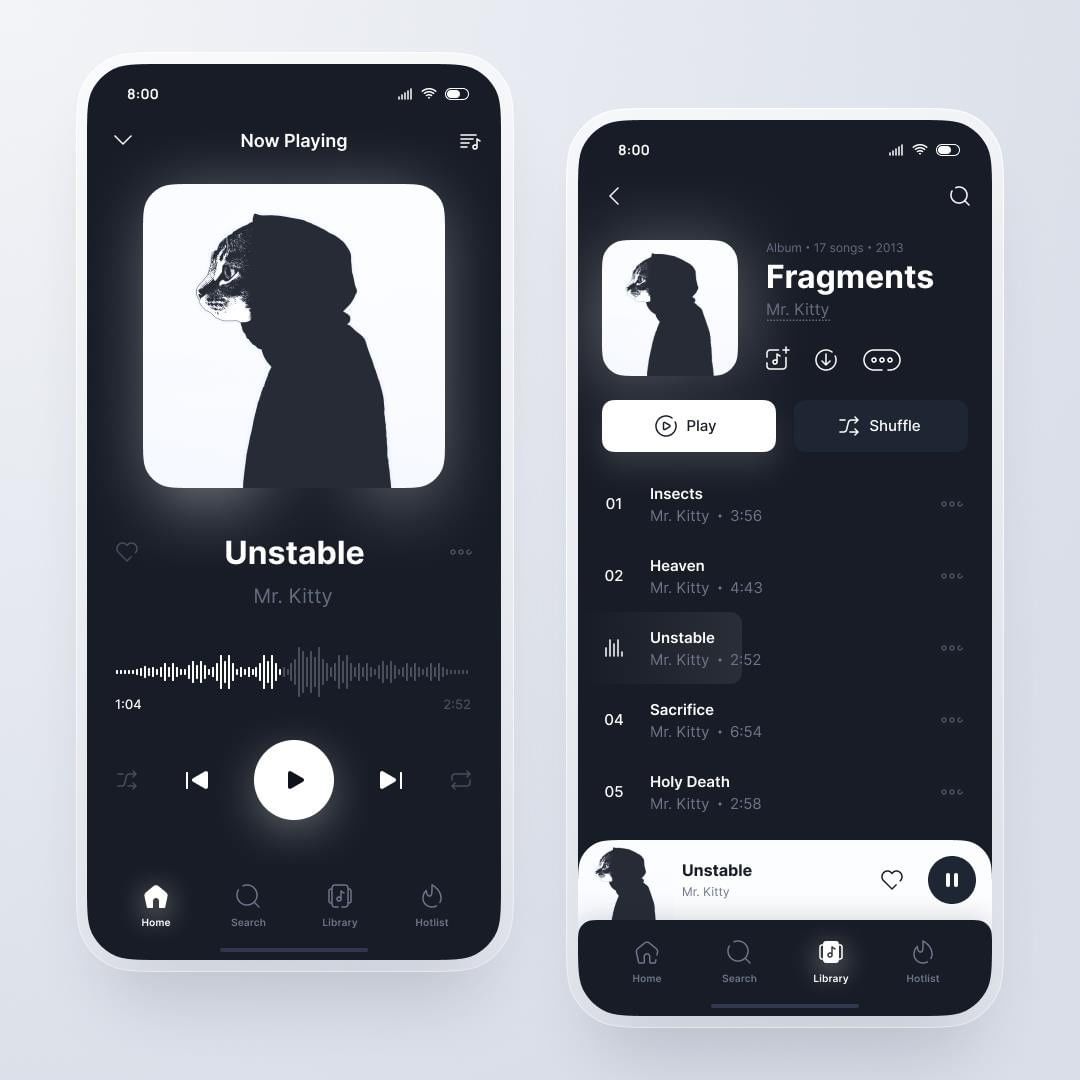 8:00
Now Playing
Unstable
Mr. Kitty
1:04 2:52
Home Search Library Hotlist
8:00
Album • 17 songs • 2013
Fragments
Mr. Kitty
Play Shuffle
01 Insects
Mr. Kitty • 3:56
02 Heaven
Mr. Kitty • 4:43
Unstable
Mr. Kitty • 2:52
04 Sacrifice
Mr. Kitty • 6:54
05 Holy Death
Mr. Kitty • 2:58
Unstable
Mr. Kitty
Home Search Library Hotlist